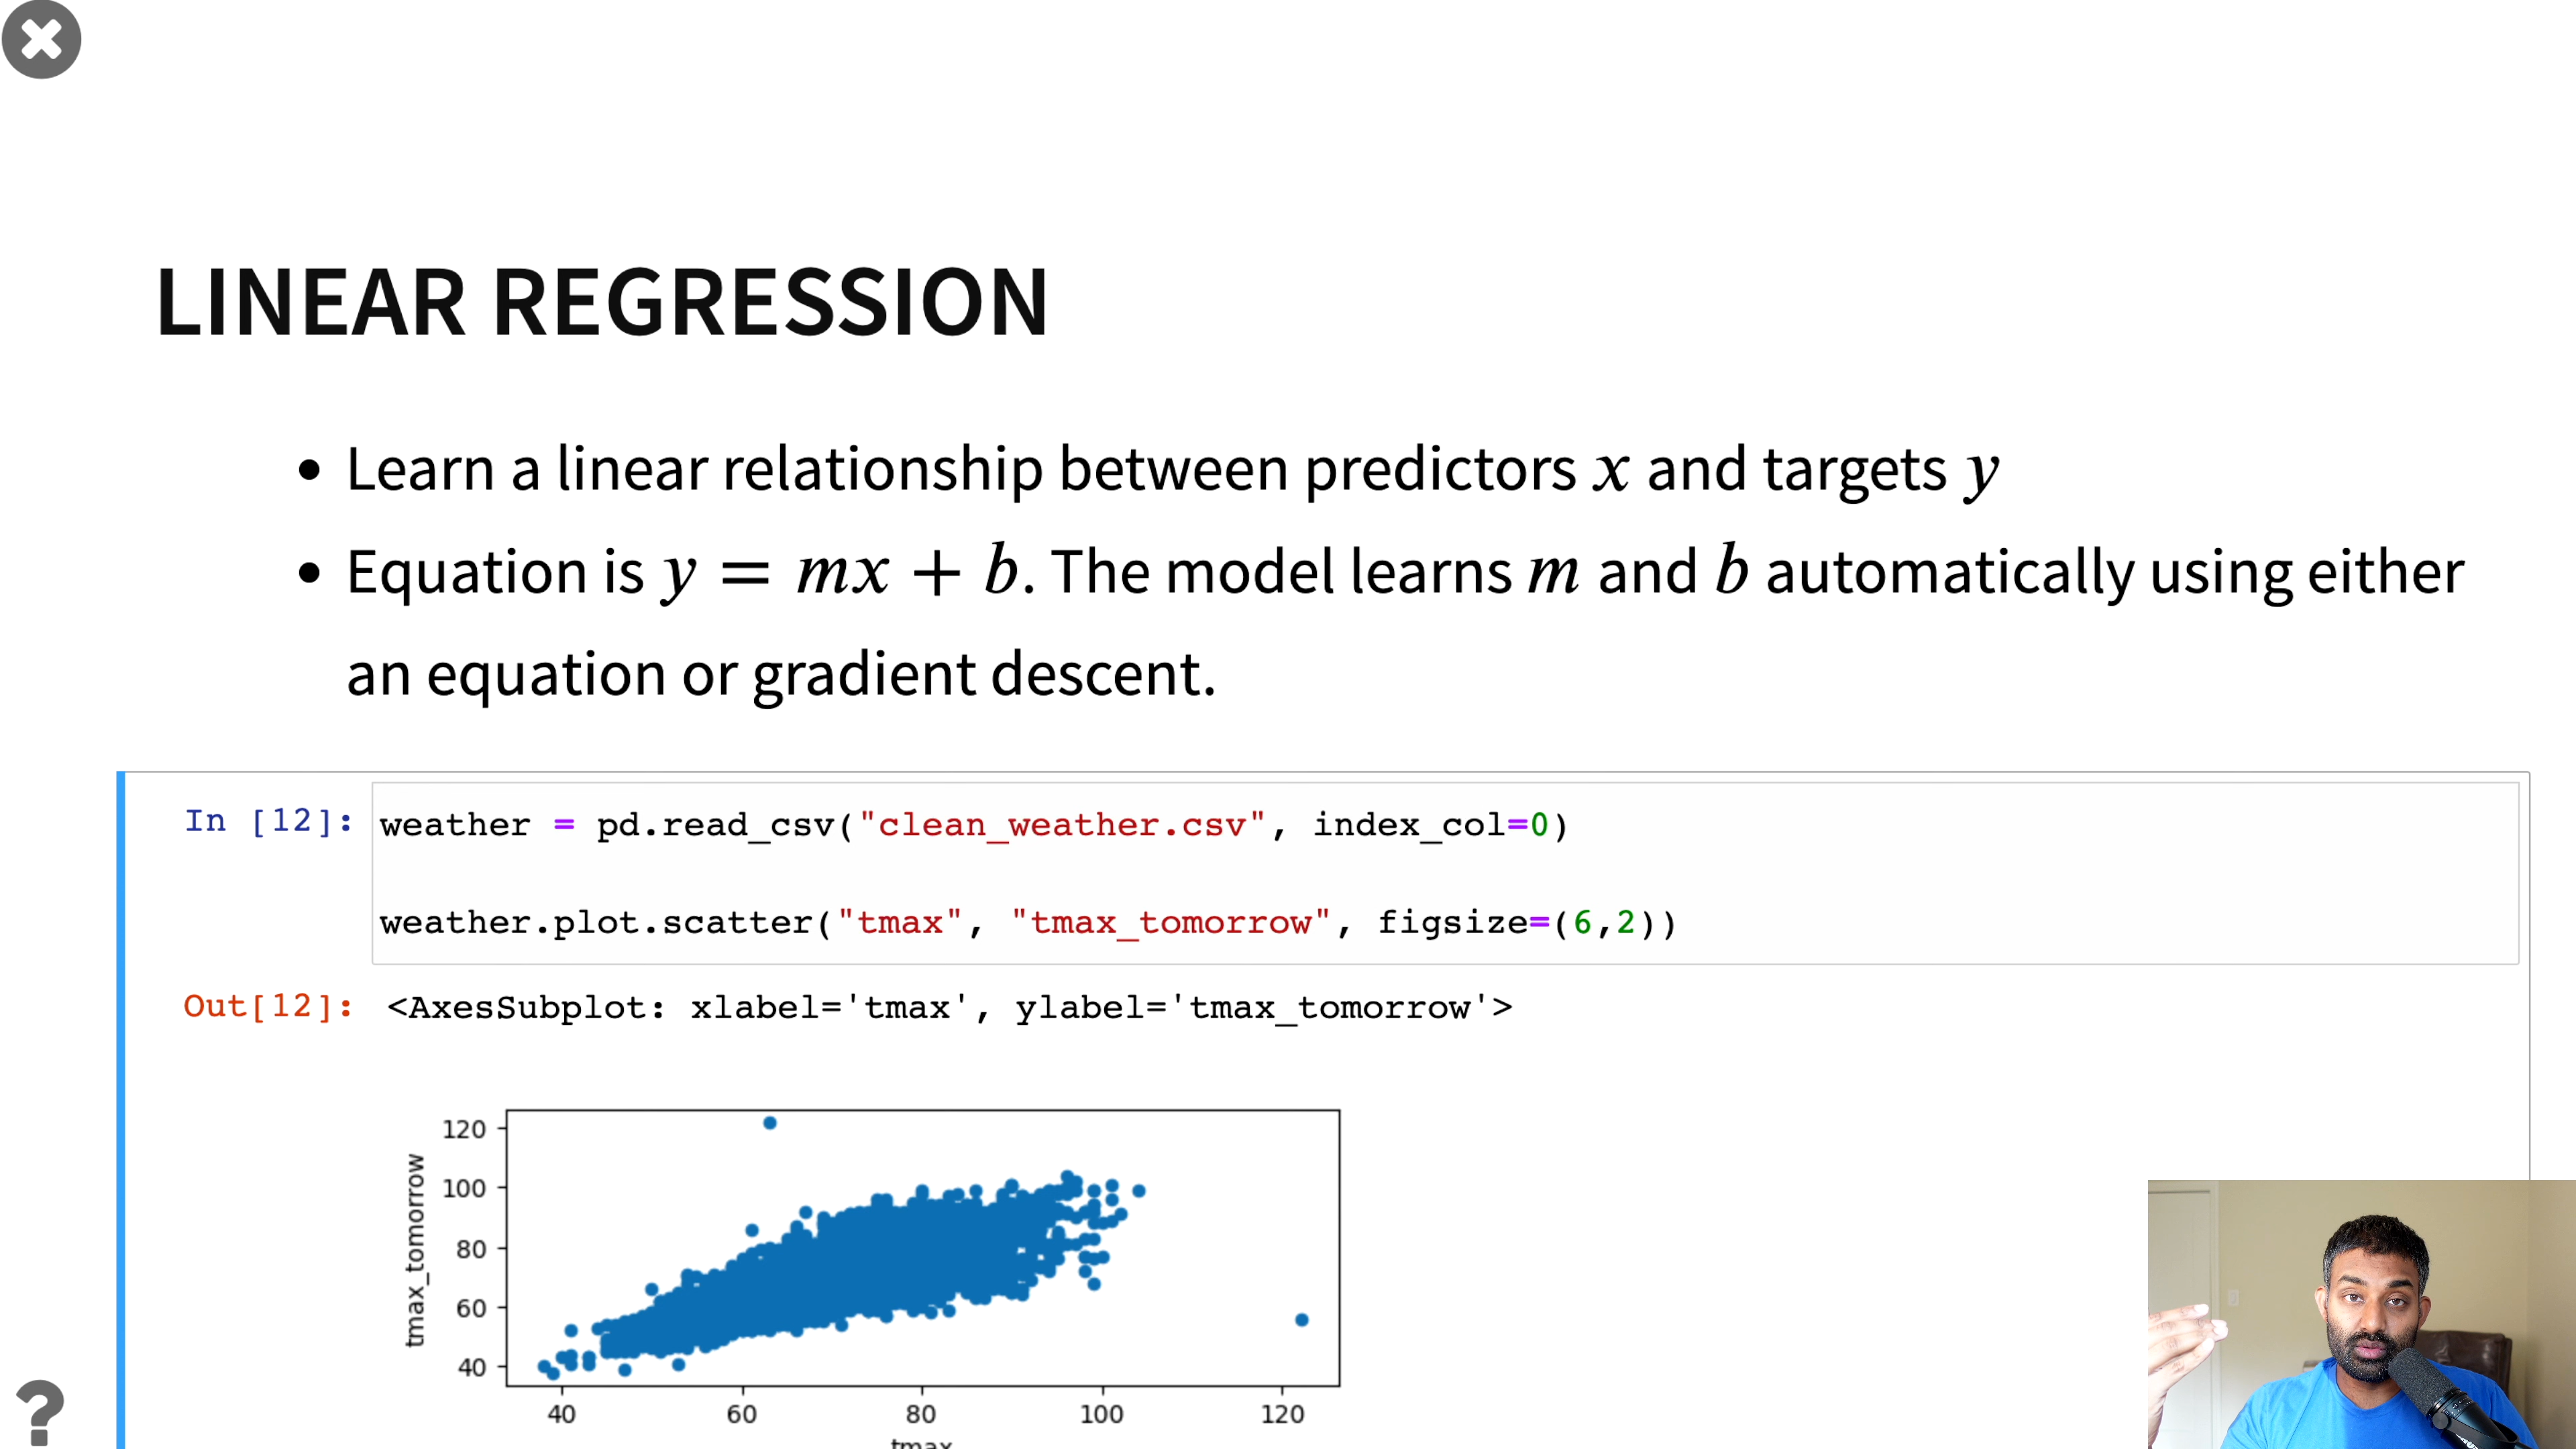 LINEAR REGRESSION
• Learn a linear relationship between predictors x and targets y
• Equation is y = mx + b. The model learns m and b automatically using either
an equation or gradient descent.
In [12]: weather = pd.read_csv("clean_weather.csv", index_col=0)
weather.plot.scatter("tmax", "tmax_tomorrow", figsize=(6,2))
Out[12]: <AxesSubplot: xlabel='tmax', ylabel='tmax_tomorrow'>
tmax_tomorrow
120
100
80
60
40
40 60 80 100 120
tmax
?